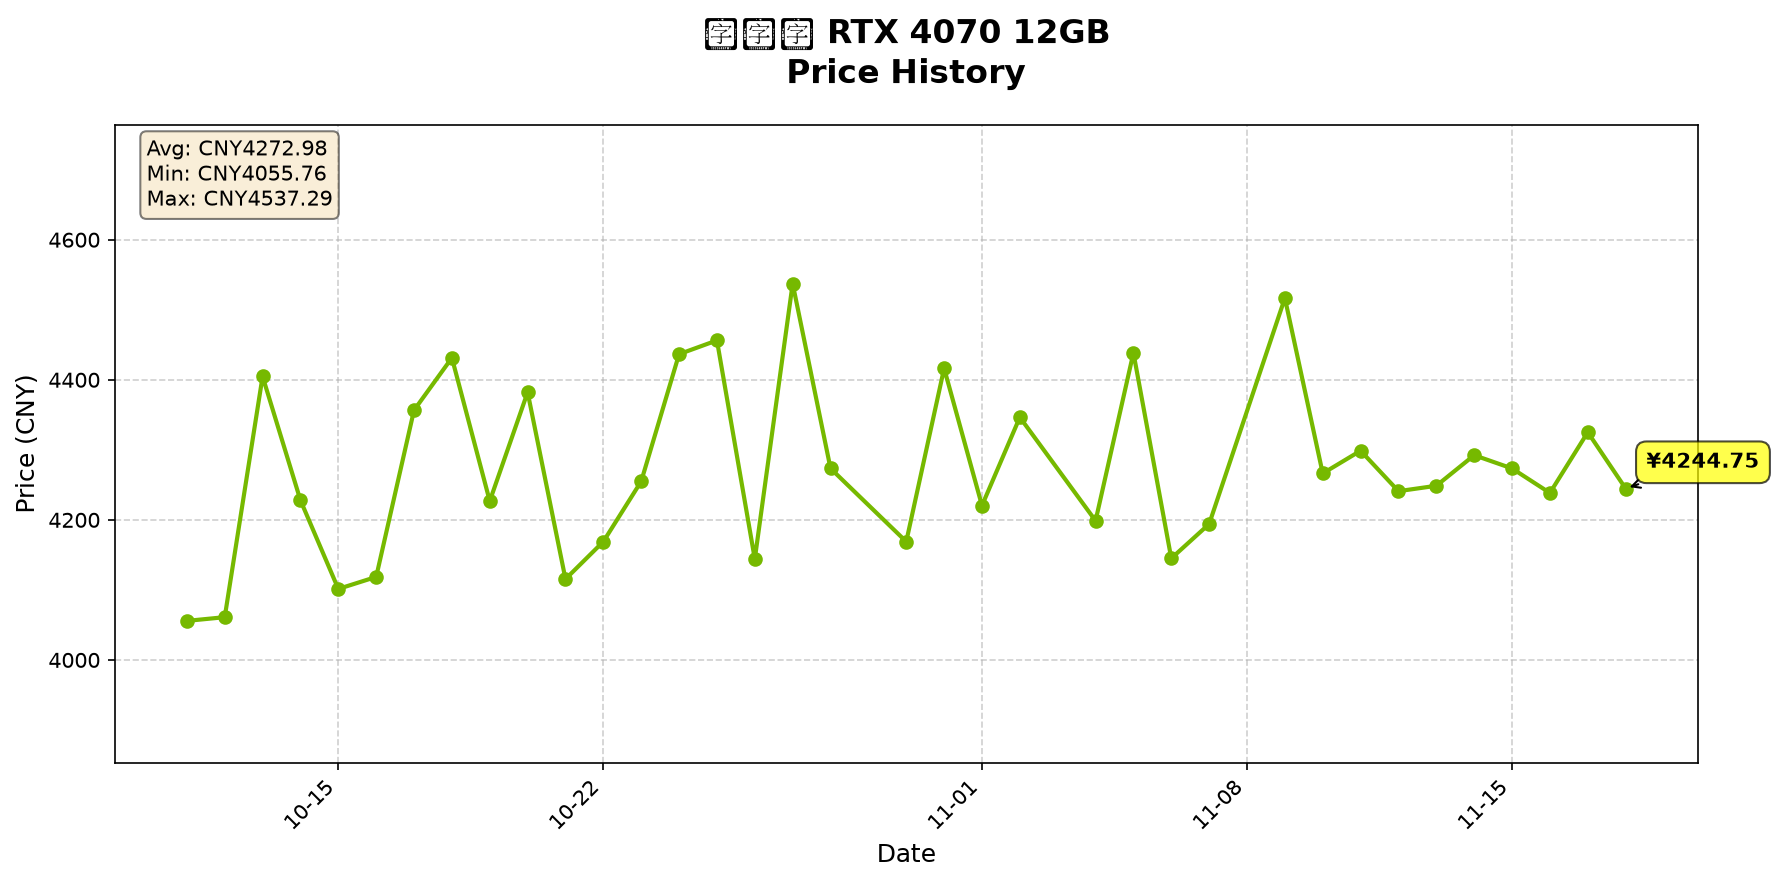 RTX 4070 12GB
Price History
Avg: CNY4272.98
Min: CNY4055.76
Max: CNY4537.29
4600
4400
4200
4000
Price (CNY)
¥4244.75
10-15
10-22
11-01
11-08
11-15
Date